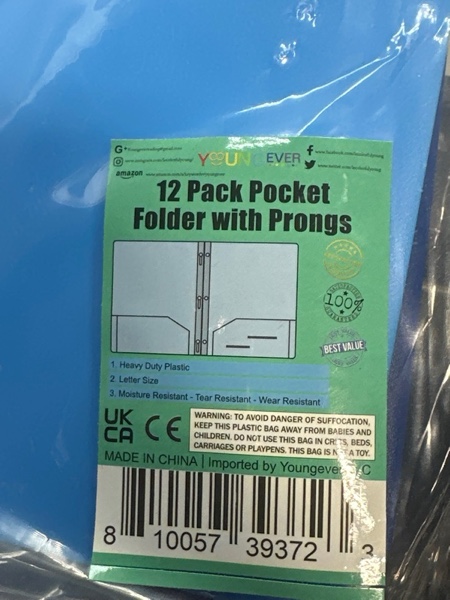 YOUNGEVER
amazon
12 Pack Pocket
Folder with Prongs
100%
BEST VALUE
1. Heavy Duty Plastic
2. Letter Size
3. Moisture Resistant - Tear Resistant - Wear Resistant
UK
CA
CE
WARNING: TO AVOID DANGER OF SUFFOCATION,
KEEP THIS PLASTIC BAG AWAY FROM BABIES AND
CHILDREN. DO NOT USE THIS BAG IN CRIBS, BEDS,
CARRIAGES OR PLAYPENS. THIS BAG IS NOT A TOY.
MADE IN CHINA | Imported by Youngever LLC
8 10057 39372 3